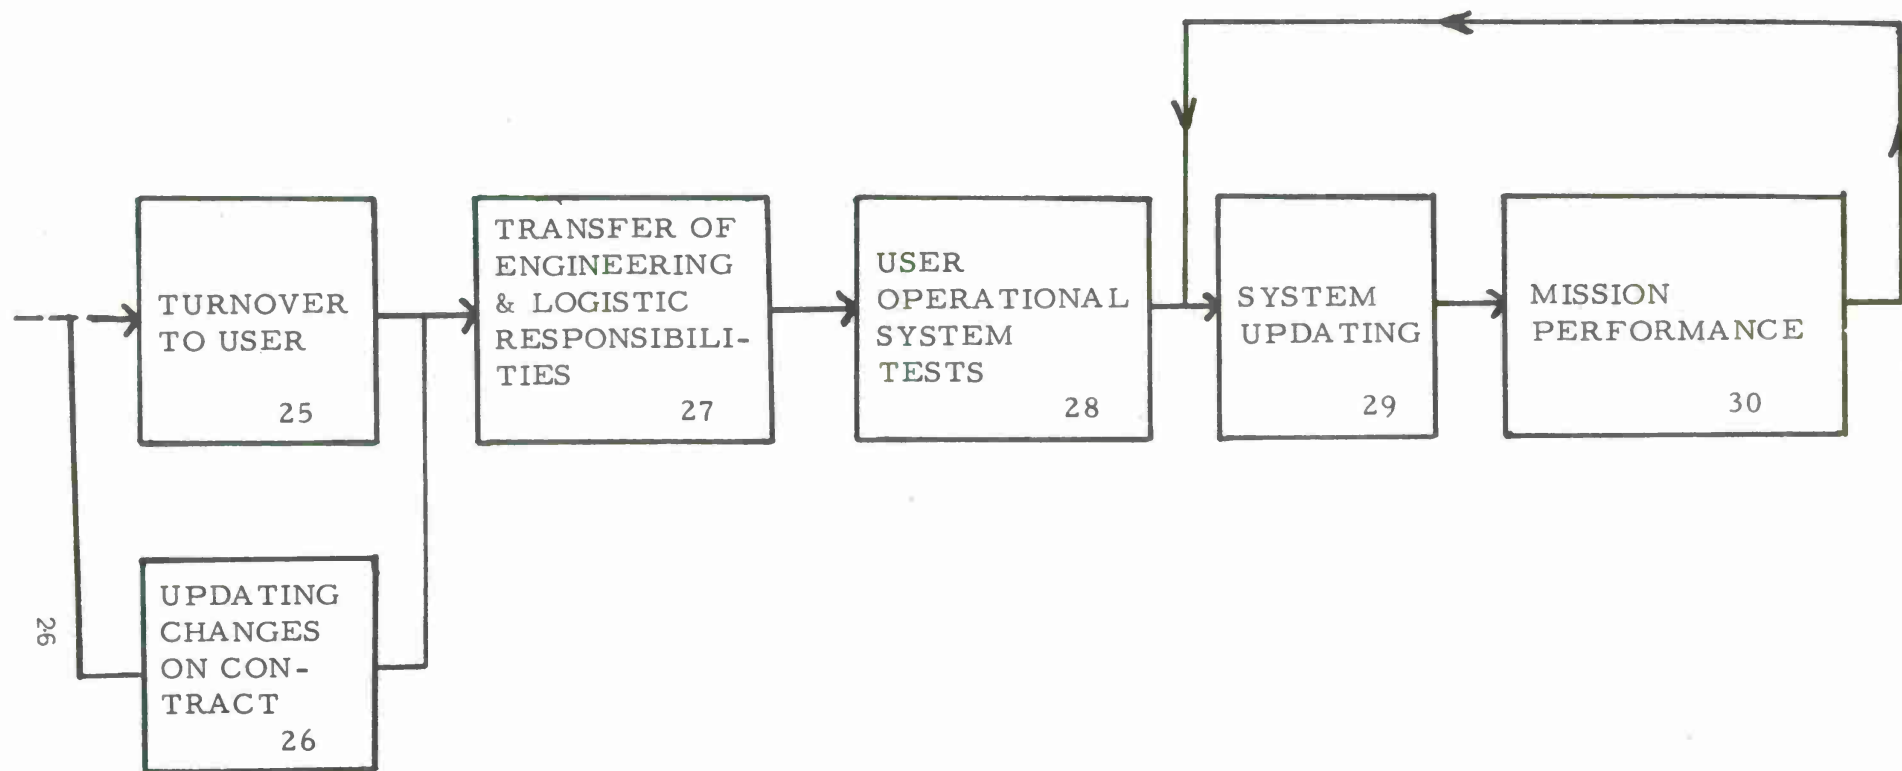 TURNOVER
TO USER
25
UPDATING
CHANGES
ON CON-
TRACT
26
TRANSFER OF
ENGINEERING
& LOGISTIC
RESPONSIBILI-
TIES
27
USER
OPERATIONAL
SYSTEM
TESTS
28
SYSTEM
UPDATING
29
MISSION
PERFORMANCE
30
26